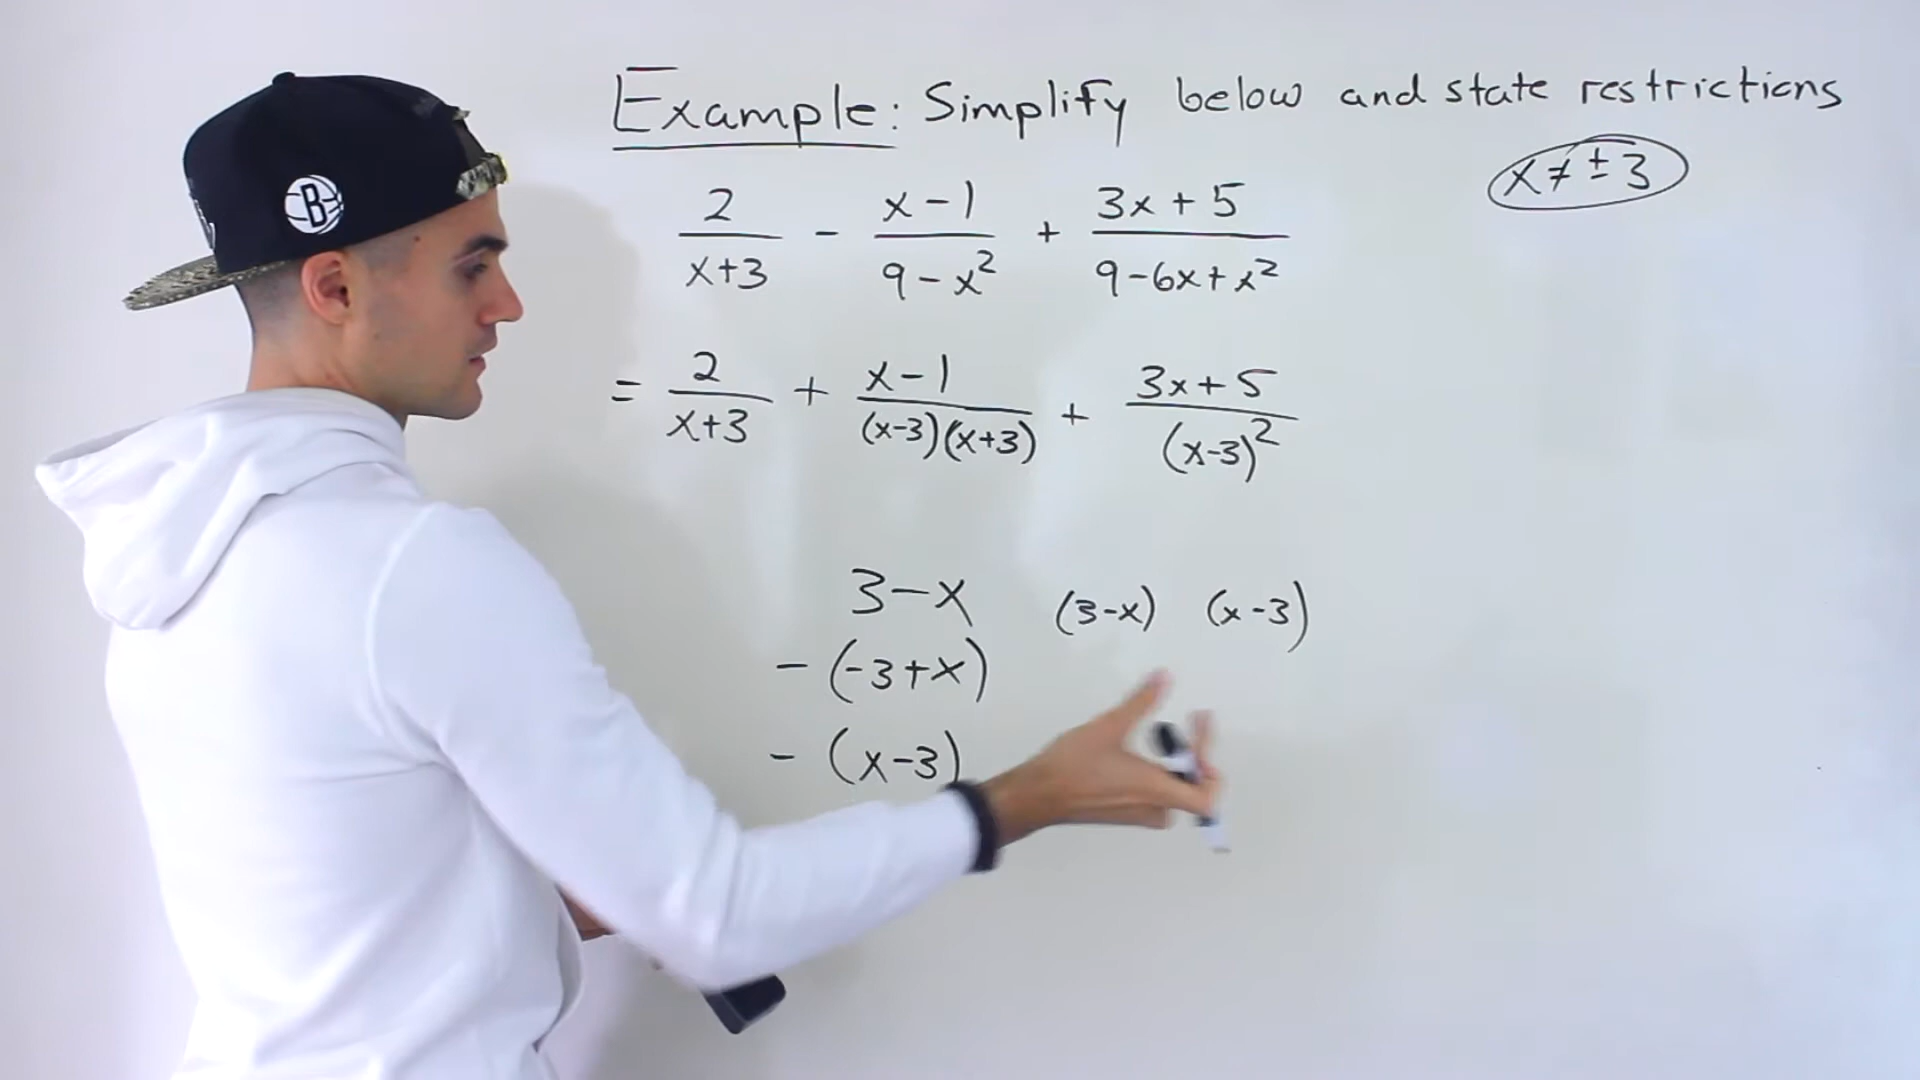 Example: Simplify below and state restrictions
x ≠ ± 3
2/(x+3) - (x-1)/(9-x²) + (3x+5)/(9-6x+x²)
= 2/(x+3) + (x-1)/((x-3)(x+3)) + (3x+5)/(x-3)²
3-x (3-x) (x-3)
-(-3+x)
-(x-3)
B